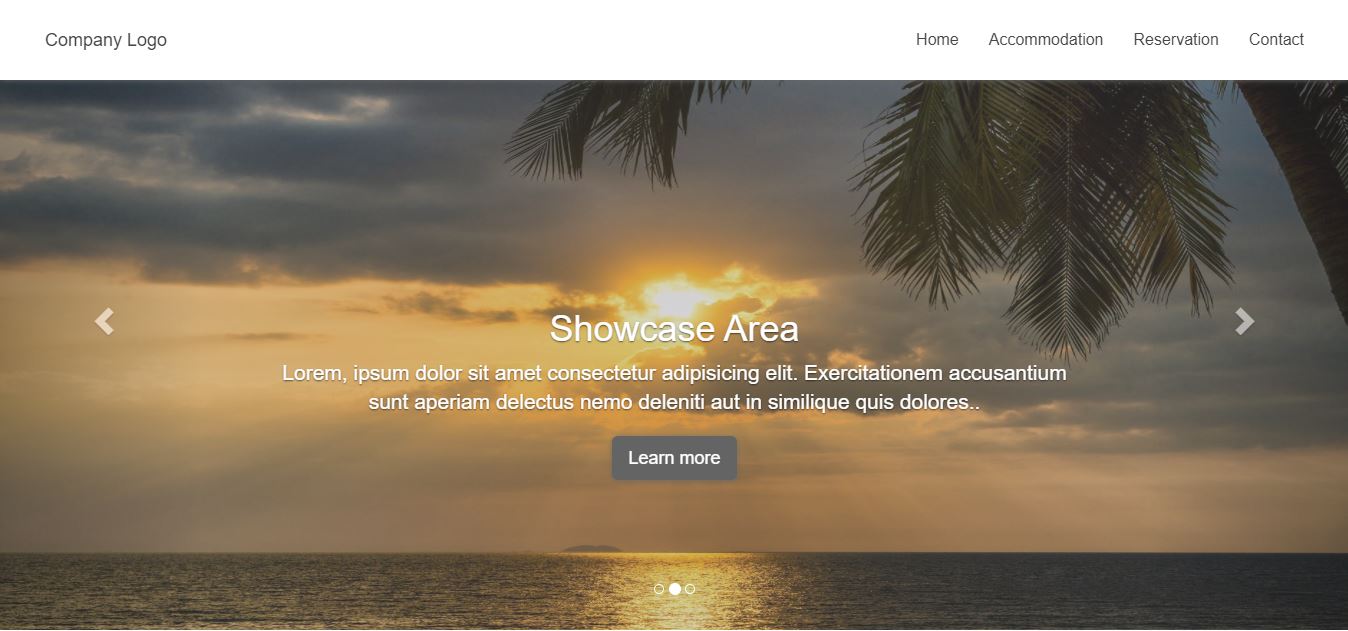 Company Logo
Home Accommodation Reservation Contact
Showcase Area
Lorem, ipsum dolor sit amet consectetur adipisicing elit. Exercitationem accusantium
sunt aperiam delectus nemo deleniti aut in similique quis dolores..
Learn more